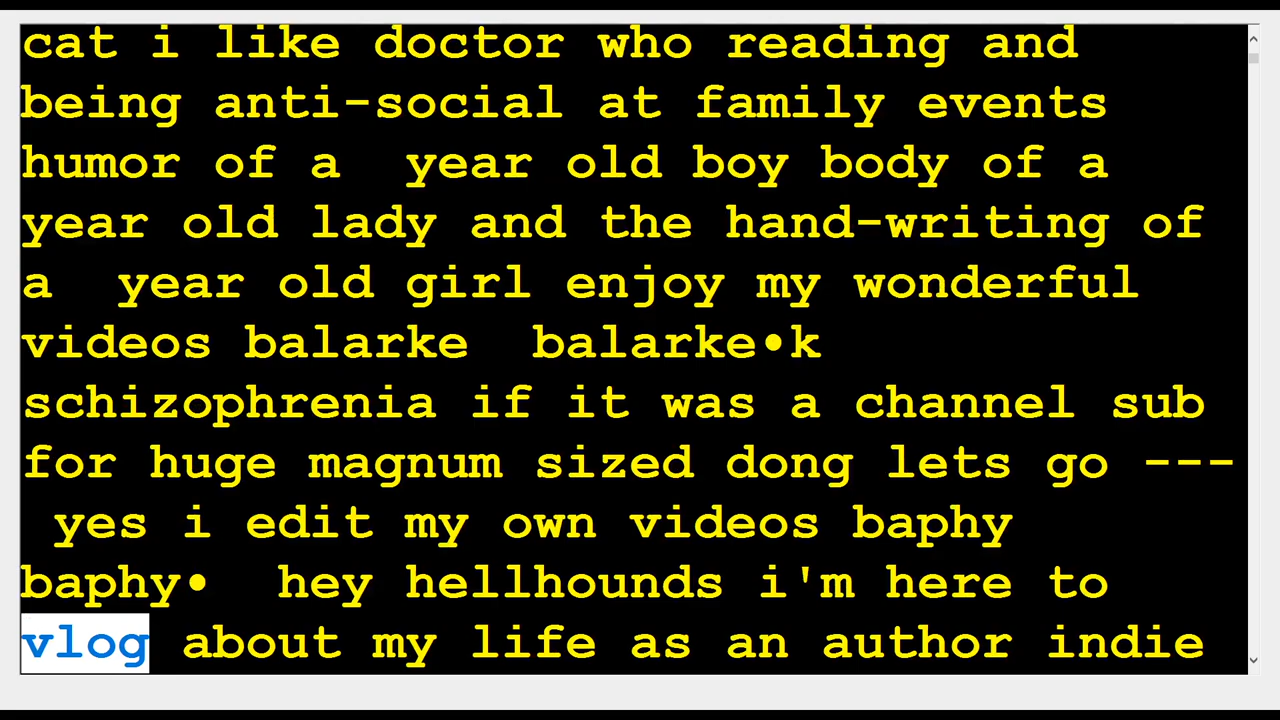 cat i like doctor who reading and
being anti-social at family events
humor of a  year old boy body of a
year old lady and the hand-writing of
a  year old girl enjoy my wonderful
videos balarke  balarke•k
schizophrenia if it was a channel sub
for huge magnum sized dong lets go ---
 yes i edit my own videos baphy
baphy•  hey hellhounds i'm here to
vlog about my life as an author indie